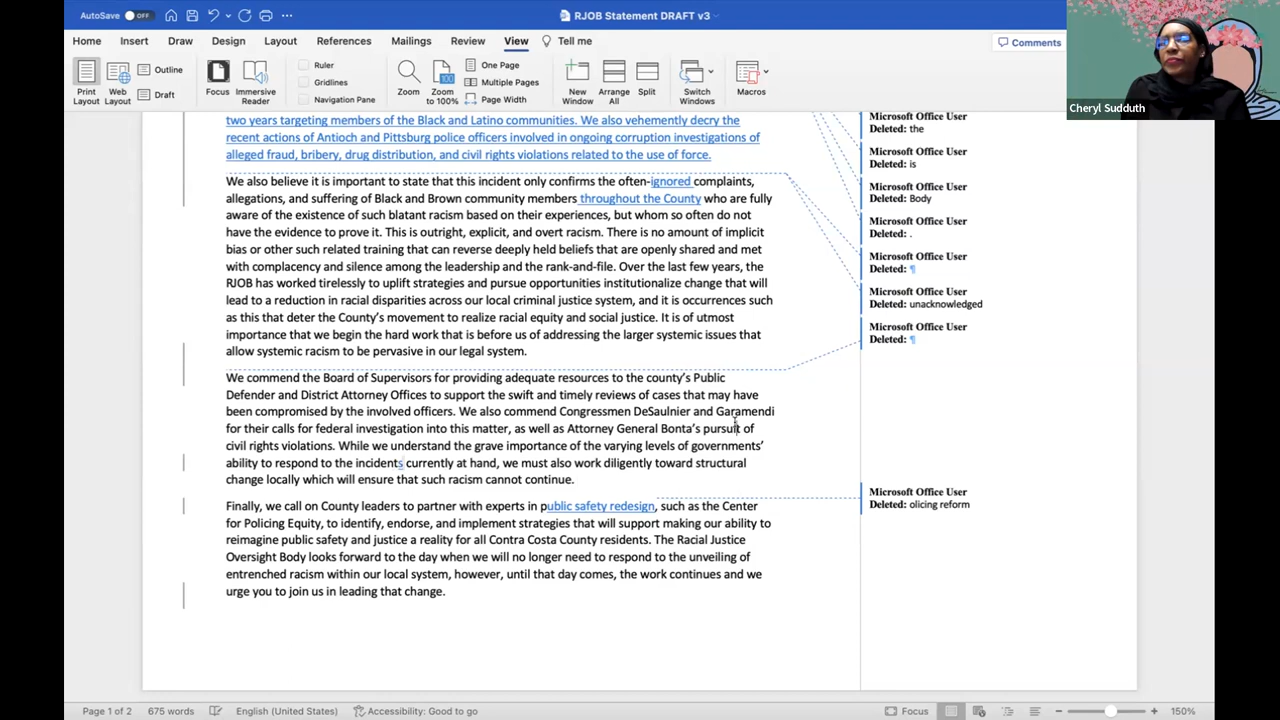 AutoSave OFF RJOB Statement DRAFT v3
Home Insert Draw Design Layout References Mailings Review View Tell me Comments
Print Layout Web Layout Outline Draft Focus Immersive Reader Ruler Gridlines Navigation Pane Zoom Zoom to 100% One Page Multiple Pages Page Width New Window Arrange All Split Switch Windows Macros
Cheryl Sudduth
two years targeting members of the Black and Latino communities. We also vehemently decry the
recent actions of Antioch and Pittsburg police officers involved in ongoing corruption investigations of
alleged fraud, bribery, drug distribution, and civil rights violations related to the use of force.
We also believe it is important to state that this incident only confirms the often-ignored complaints,
allegations, and suffering of Black and Brown community members throughout the County who are fully
aware of the existence of such blatant racism based on their experiences, but whom so often do not
have the evidence to prove it. This is outright, explicit, and overt racism. There is no amount of implicit
bias or other such related training that can reverse deeply held beliefs that are openly shared and met
with complacency and silence among the leadership and the rank-and-file. Over the last few years, the
RJOB has worked tirelessly to uplift strategies and pursue opportunities institutionalize change that will
lead to a reduction in racial disparities across our local criminal justice system, and it is occurrences such
as this that deter the County's movement to realize racial equity and social justice. It is of utmost
importance that we begin the hard work that is before us of addressing the larger systemic issues that
allow systemic racism to be pervasive in our legal system.
We commend the Board of Supervisors for providing adequate resources to the county's Public
Defender and District Attorney Offices to support the swift and timely reviews of cases that may have
been compromised by the involved officers. We also commend Congressmen DeSaulnier and Garamendi
for their calls for federal investigation into this matter, as well as Attorney General Bonta's pursuit of
civil rights violations. While we understand the grave importance of the varying levels of governments'
ability to respond to the incidents currently at hand, we must also work diligently toward structural
change locally which will ensure that such racism cannot continue.
Finally, we call on County leaders to partner with experts in public safety redesign, such as the Center
for Policing Equity, to identify, endorse, and implement strategies that will support making our ability to
reimagine public safety and justice a reality for all Contra Costa County residents. The Racial Justice
Oversight Body looks forward to the day when we will no longer need to respond to the unveiling of
entrenched racism within our local system, however, until that day comes, the work continues and we
urge you to join us in leading that change.
Microsoft Office User
Deleted: the
Microsoft Office User
Deleted: is
Microsoft Office User
Deleted: Body
Microsoft Office User
Deleted: .
Microsoft Office User
Deleted: ¶
Microsoft Office User
Deleted: unacknowledged
Microsoft Office User
Deleted: ¶
Microsoft Office User
Deleted: olicing reform
Page 1 of 2 675 words English (United States) Accessibility: Good to go Focus 150%